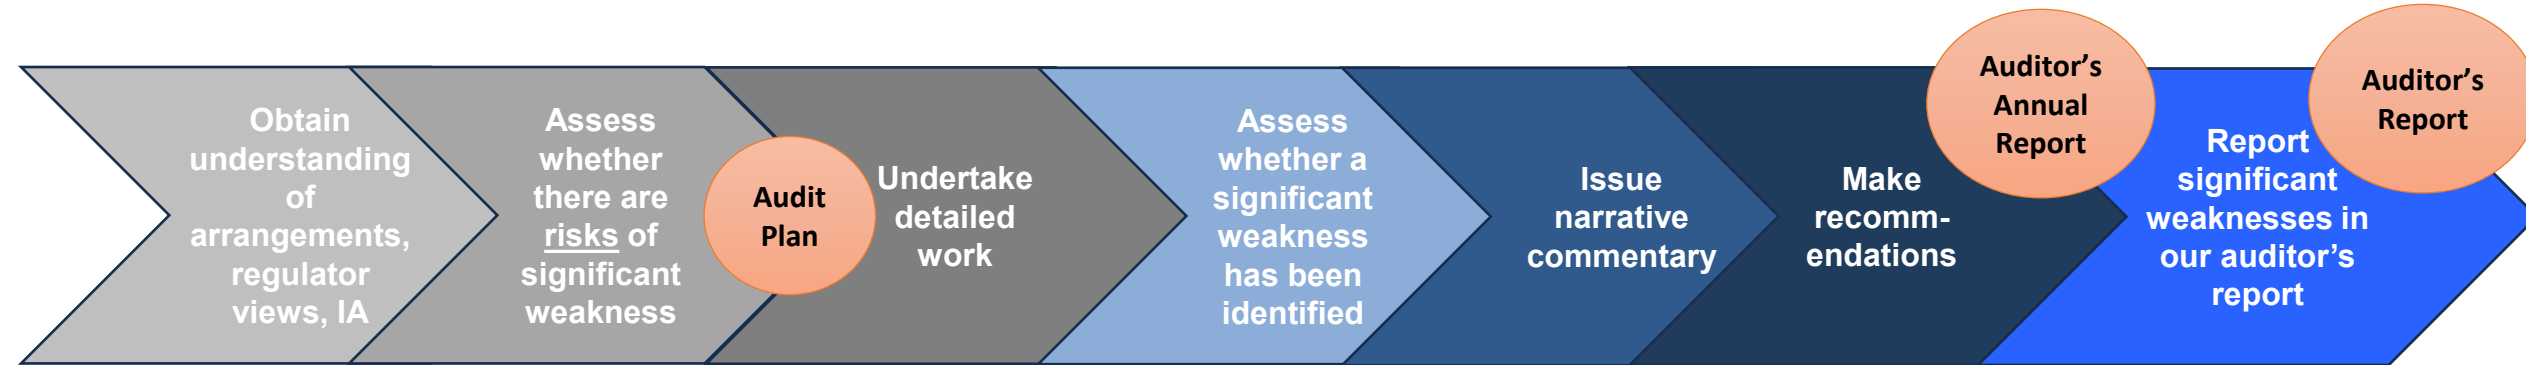 Obtain
understanding
of
arrangements,
regulator
views, IA
Assess
whether
there are
risks of
significant
weakness
Audit
Plan
Undertake
detailed
work
Assess
whether a
significant
weakness
has been
identified
Issue
narrative
commentary
Make
recomm-
endations
Auditor’s
Annual
Report
Report
significant
weaknesses in
our auditor’s
report
Auditor’s
Report